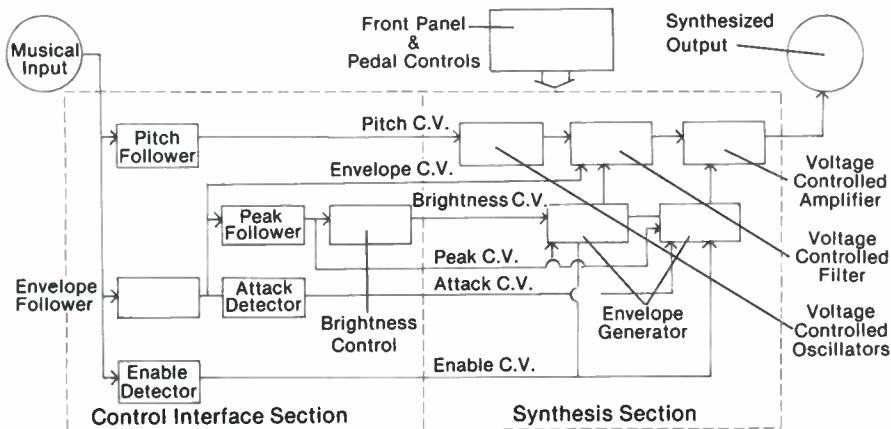 Musical
Input
Front Panel
&
Pedal Controls
Synthesized
Output
Pitch
Follower
Pitch C.V.
Envelope C.V.
Peak
Follower
Brightness C.V.
Peak C.V.
Envelope
Follower
Attack
Detector
Attack C.V.
Brightness
Control
Enable
Detector
Enable C.V.
Envelope
Generator
Voltage
Controlled
Amplifier
Voltage
Controlled
Filter
Voltage
Controlled
Oscillators
Control Interface Section
Synthesis Section